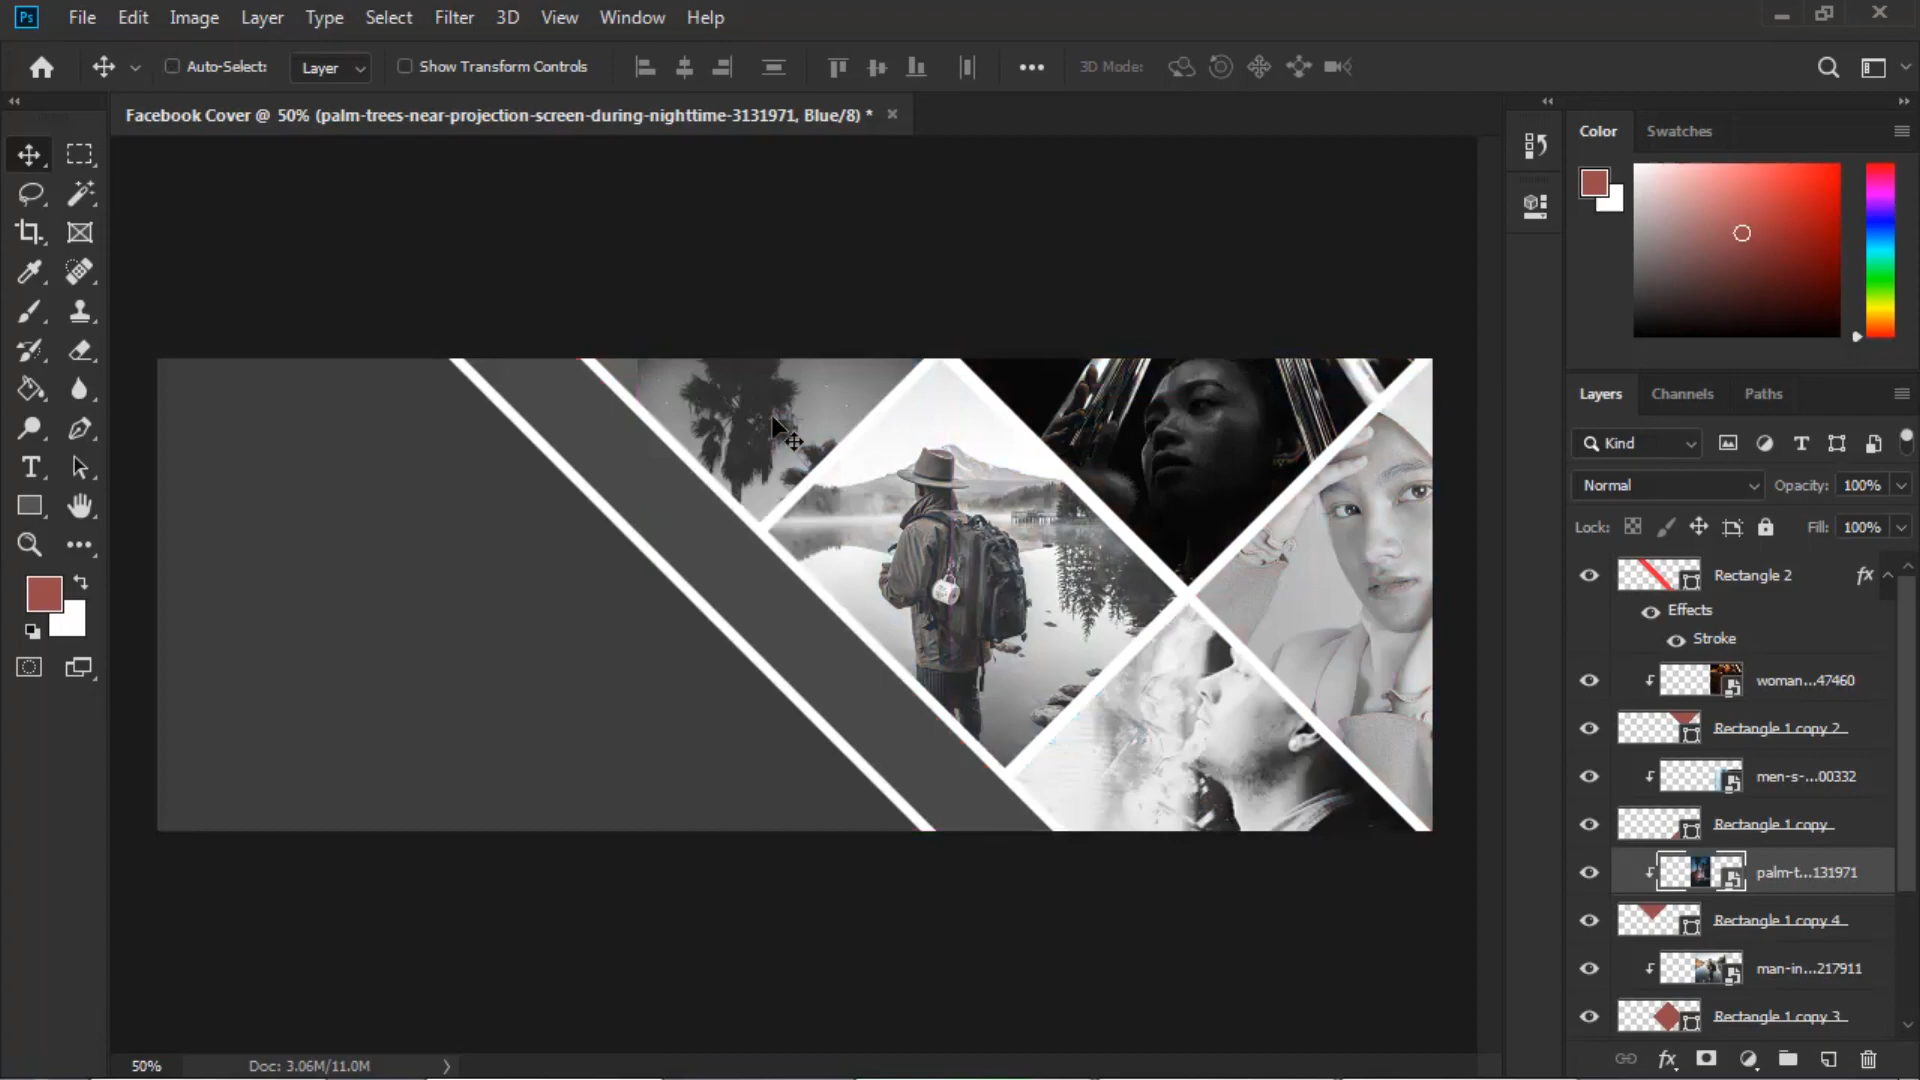 Ps File Edit Image Layer Type Select Filter 3D View Window Help
Auto-Select: Layer Show Transform Controls 3D Mode:
Facebook Cover @ 50% (palm-trees-near-projection-screen-during-nighttime-3131971, Blue/8) *
Color Swatches
Layers Channels Paths
Kind
Normal Opacity: 100%
Lock: Fill: 100%
Rectangle 2 fx
Effects
Stroke
woman...47460
Rectangle 1 copy 2
men-s-...00332
Rectangle 1 copy
palm-t...131971
Rectangle 1 copy 4
man-in...217911
Rectangle 1 copy 3
50% Doc: 3.06M/11.0M
fx